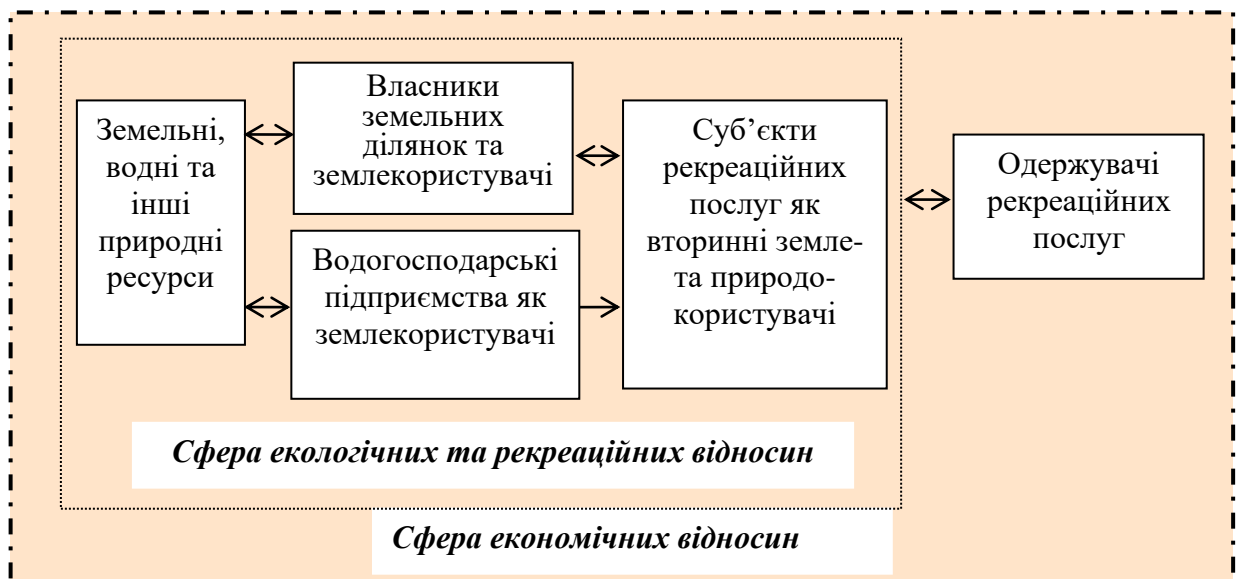 Земельні,
водні та
інші
природні
ресурси
Власники
земельних
ділянок та
землекористувачі
Водогосподарські
підприємства як
землекористувачі
Суб’єкти
рекреаційних
послуг як
вторинні земле-
та природо-
користувачі
Одержувачі
рекреаційних
послуг
Сфера екологічних та рекреаційних відносин
Сфера економічних відносин